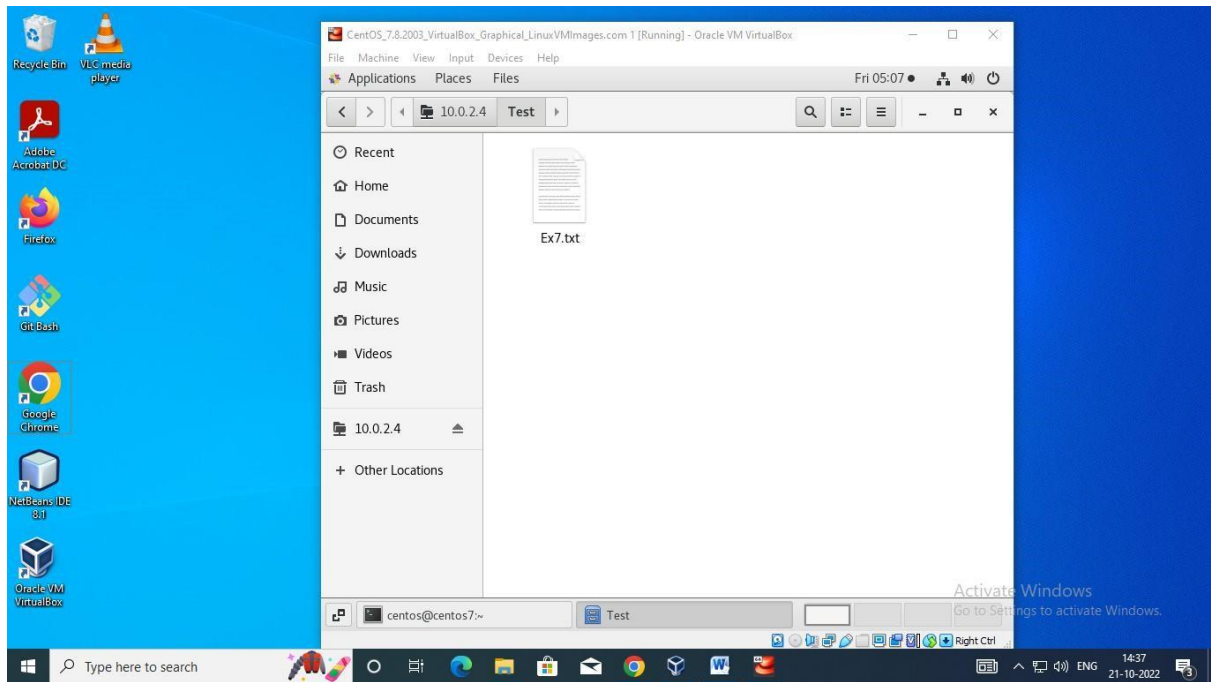 Recycle Bin
VLC media
player
Adobe
Acrobat DC
Firefox
Git Bash
Google
Chrome
NetBeans IDE
8.1
Oracle VM
VirtualBox
CentOS_7.8.2003_VirtualBox_Graphical_LinuxVMImages.com 1 [Running] - Oracle VM VirtualBox
File Machine View Input Devices Help
Applications Places Files Fri 05:07
10.0.2.4 Test
Recent
Home
Documents
Downloads
Music
Pictures
Videos
Trash
10.0.2.4
+ Other Locations
Ex7.txt
centos@centos7:~ Test
Right Ctrl
Activate Windows
Go to Settings to activate Windows.
Type here to search
ENG
14:37
21-10-2022
3